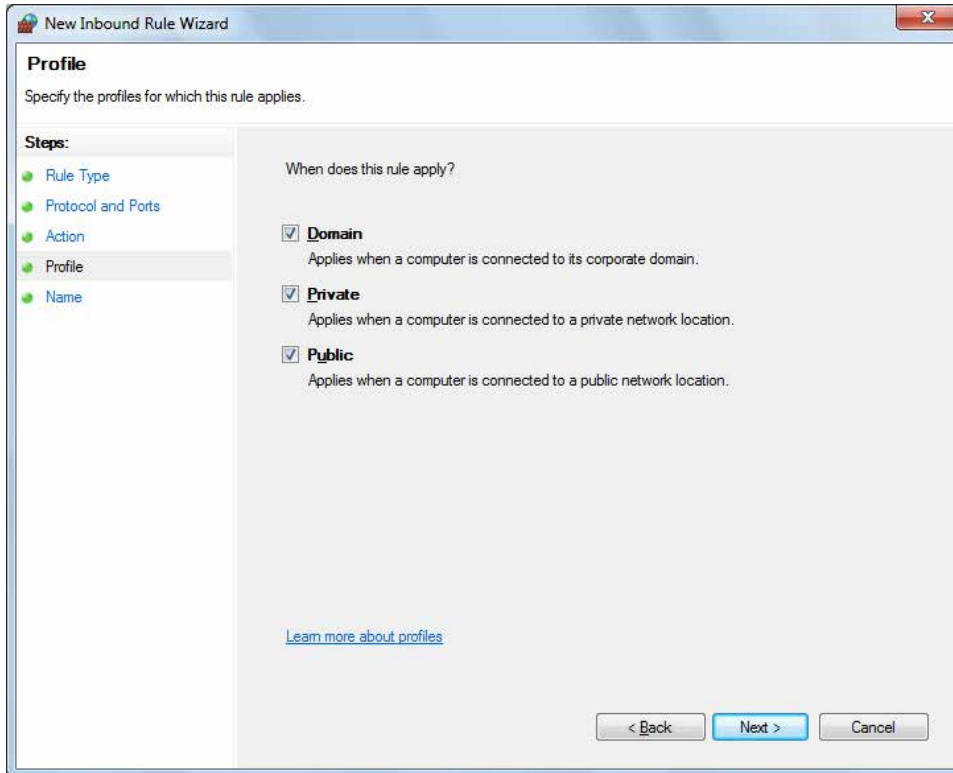 New Inbound Rule Wizard
Profile
Specify the profiles for which this rule applies.
Steps:
Rule Type
Protocol and Ports
Action
Profile
Name
When does this rule apply?
Domain
Applies when a computer is connected to its corporate domain.
Private
Applies when a computer is connected to a private network location.
Public
Applies when a computer is connected to a public network location.
Learn more about profiles
< Back
Next >
Cancel